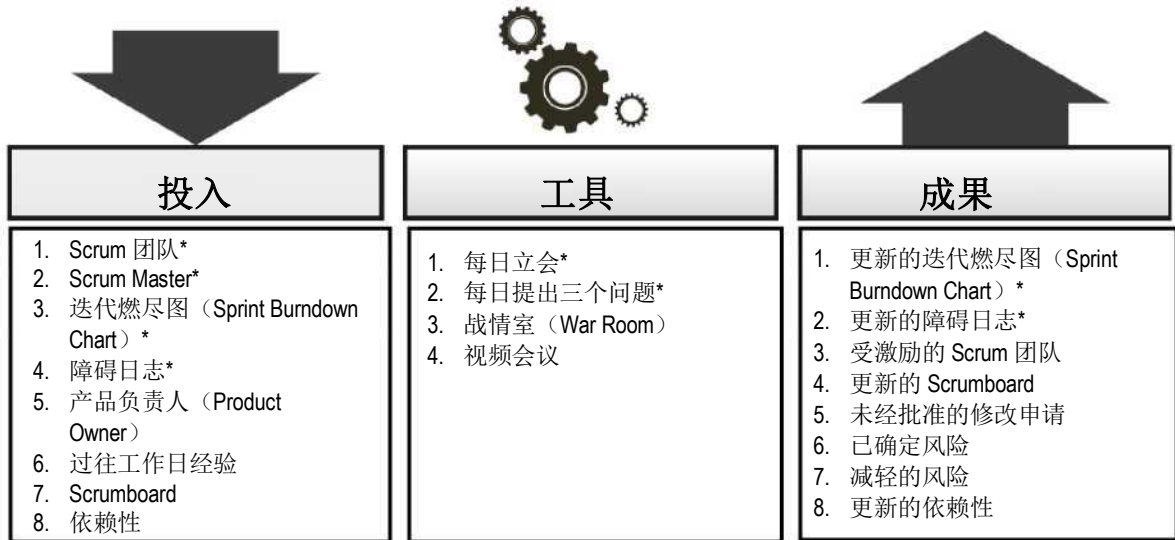 投入
1. Scrum 团队*
2. Scrum Master*
3. 迭代燃尽图（Sprint Burndown
Chart）*
4. 障碍日志*
5. 产品负责人（Product
Owner）
6. 过往工作日经验
7. Scrumboard
8. 依赖性
工具
1. 每日立会*
2. 每日提出三个问题*
3. 战情室（War Room）
4. 视频会议
成果
1. 更新的迭代燃尽图（Sprint
Burndown Chart）*
2. 更新的障碍日志*
3. 受激励的 Scrum 团队
4. 更新的 Scrumboard
5. 未经批准的修改申请
6. 已确定风险
7. 减轻的风险
8. 更新的依赖性